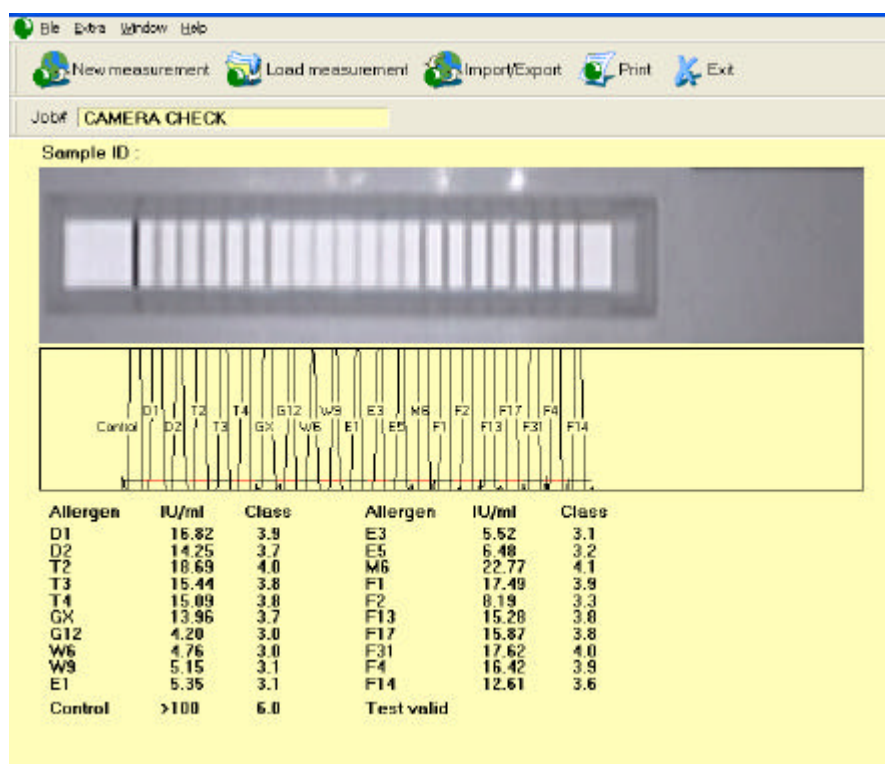 Ble Extra Window Help
New measurement Load measurement Import/Export Print Exit
Job# CAMERA CHECK
Sample ID :
D1 T2 T4 G12 W9 E3 M6 F2 F17 F4
Control D2 T3 GX W6 E1 E5 F1 F13 F31 F14
Allergen IU/ml Class Allergen IU/ml Class
D1 16.82 3.9 E3 5.52 3.1
D2 14.25 3.7 E5 6.48 3.2
T2 18.69 4.0 M6 22.77 4.1
T3 15.44 3.8 F1 17.49 3.9
T4 15.09 3.8 F2 8.19 3.3
GX 13.96 3.7 F13 15.28 3.8
G12 4.20 3.0 F17 15.87 3.8
W6 4.76 3.0 F31 17.62 4.0
W9 5.15 3.1 F4 16.42 3.9
E1 5.35 3.1 F14 12.61 3.6
Control >100 6.0 Test valid